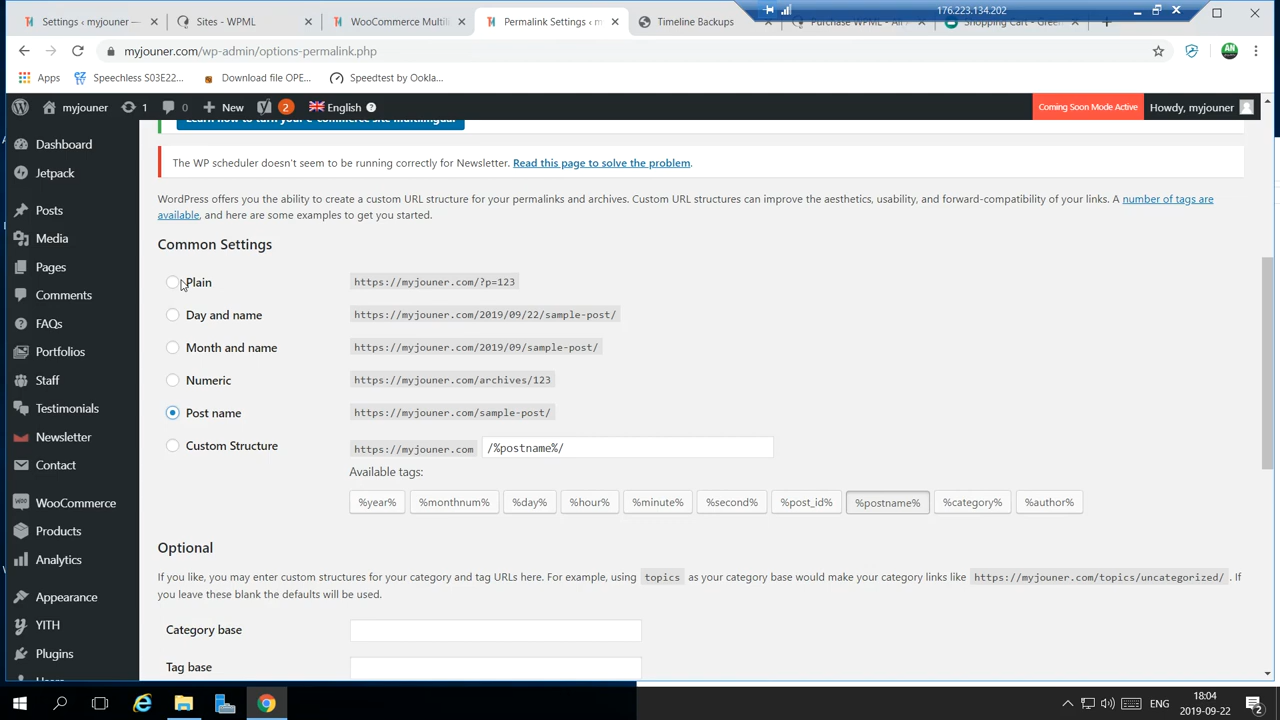 Settings ‹ myjouner —
Sites - WPML
WooCommerce Multili
Permalink Settings ‹ m
Timeline Backups
Purchase WPML - All
Shopping Cart - Green
176.223.134.202
myjouner.com/wp-admin/options-permalink.php
Apps
Speechless S03E22...
Download file OPE...
Speedtest by Ookla...
myjouner
1
0
New
2
English
Coming Soon Mode Active
Howdy, myjouner
Learn how to turn your e-commerce site multilingual
Dashboard
Jetpack
Posts
Media
Pages
Comments
FAQs
Portfolios
Staff
Testimonials
Newsletter
Contact
WooCommerce
Products
Analytics
Appearance
YITH
Plugins
Users
The WP scheduler doesn't seem to be running correctly for Newsletter. Read this page to solve the problem.
WordPress offers you the ability to create a custom URL structure for your permalinks and archives. Custom URL structures can improve the aesthetics, usability, and forward-compatibility of your links. A number of tags are
available, and here are some examples to get you started.
Common Settings
Plain https://myjouner.com/?p=123
Day and name https://myjouner.com/2019/09/22/sample-post/
Month and name https://myjouner.com/2019/09/sample-post/
Numeric https://myjouner.com/archives/123
Post name https://myjouner.com/sample-post/
Custom Structure https://myjouner.com /%postname%/
Available tags:
%year% %monthnum% %day% %hour% %minute% %second% %post_id% %postname% %category% %author%
Optional
If you like, you may enter custom structures for your category and tag URLs here. For example, using topics as your category base would make your category links like https://myjouner.com/topics/uncategorized/ . If
you leave these blank the defaults will be used.
Category base
Tag base
ENG
18:04
2019-09-22
2